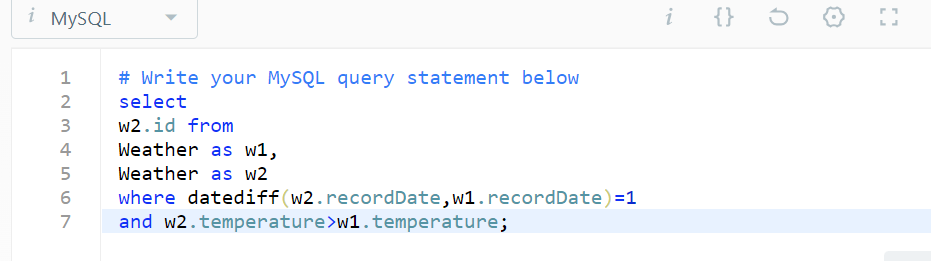 i MySQL
i {}
1 # Write your MySQL query statement below
2 select
3 w2.id from
4 Weather as w1,
5 Weather as w2
6 where datediff(w2.recordDate,w1.recordDate)=1
7 and w2.temperature>w1.temperature;